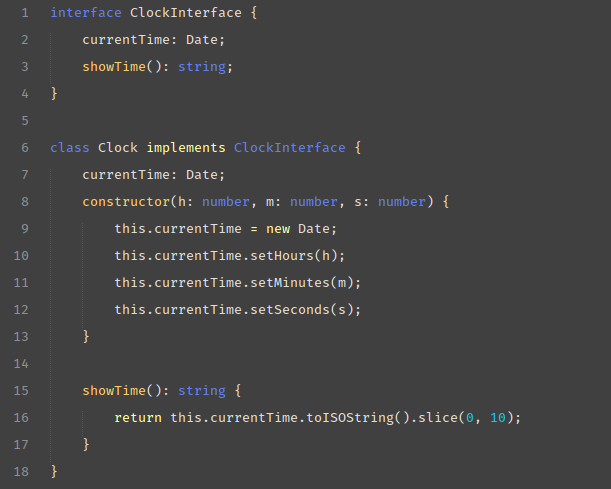 1 interface ClockInterface {
2     currentTime: Date;
3     showTime(): string;
4 }
5
6 class Clock implements ClockInterface {
7     currentTime: Date;
8     constructor(h: number, m: number, s: number) {
9         this.currentTime = new Date;
10         this.currentTime.setHours(h);
11         this.currentTime.setMinutes(m);
12         this.currentTime.setSeconds(s);
13     }
14
15     showTime(): string {
16         return this.currentTime.toISOString().slice(0, 10);
17     }
18 }